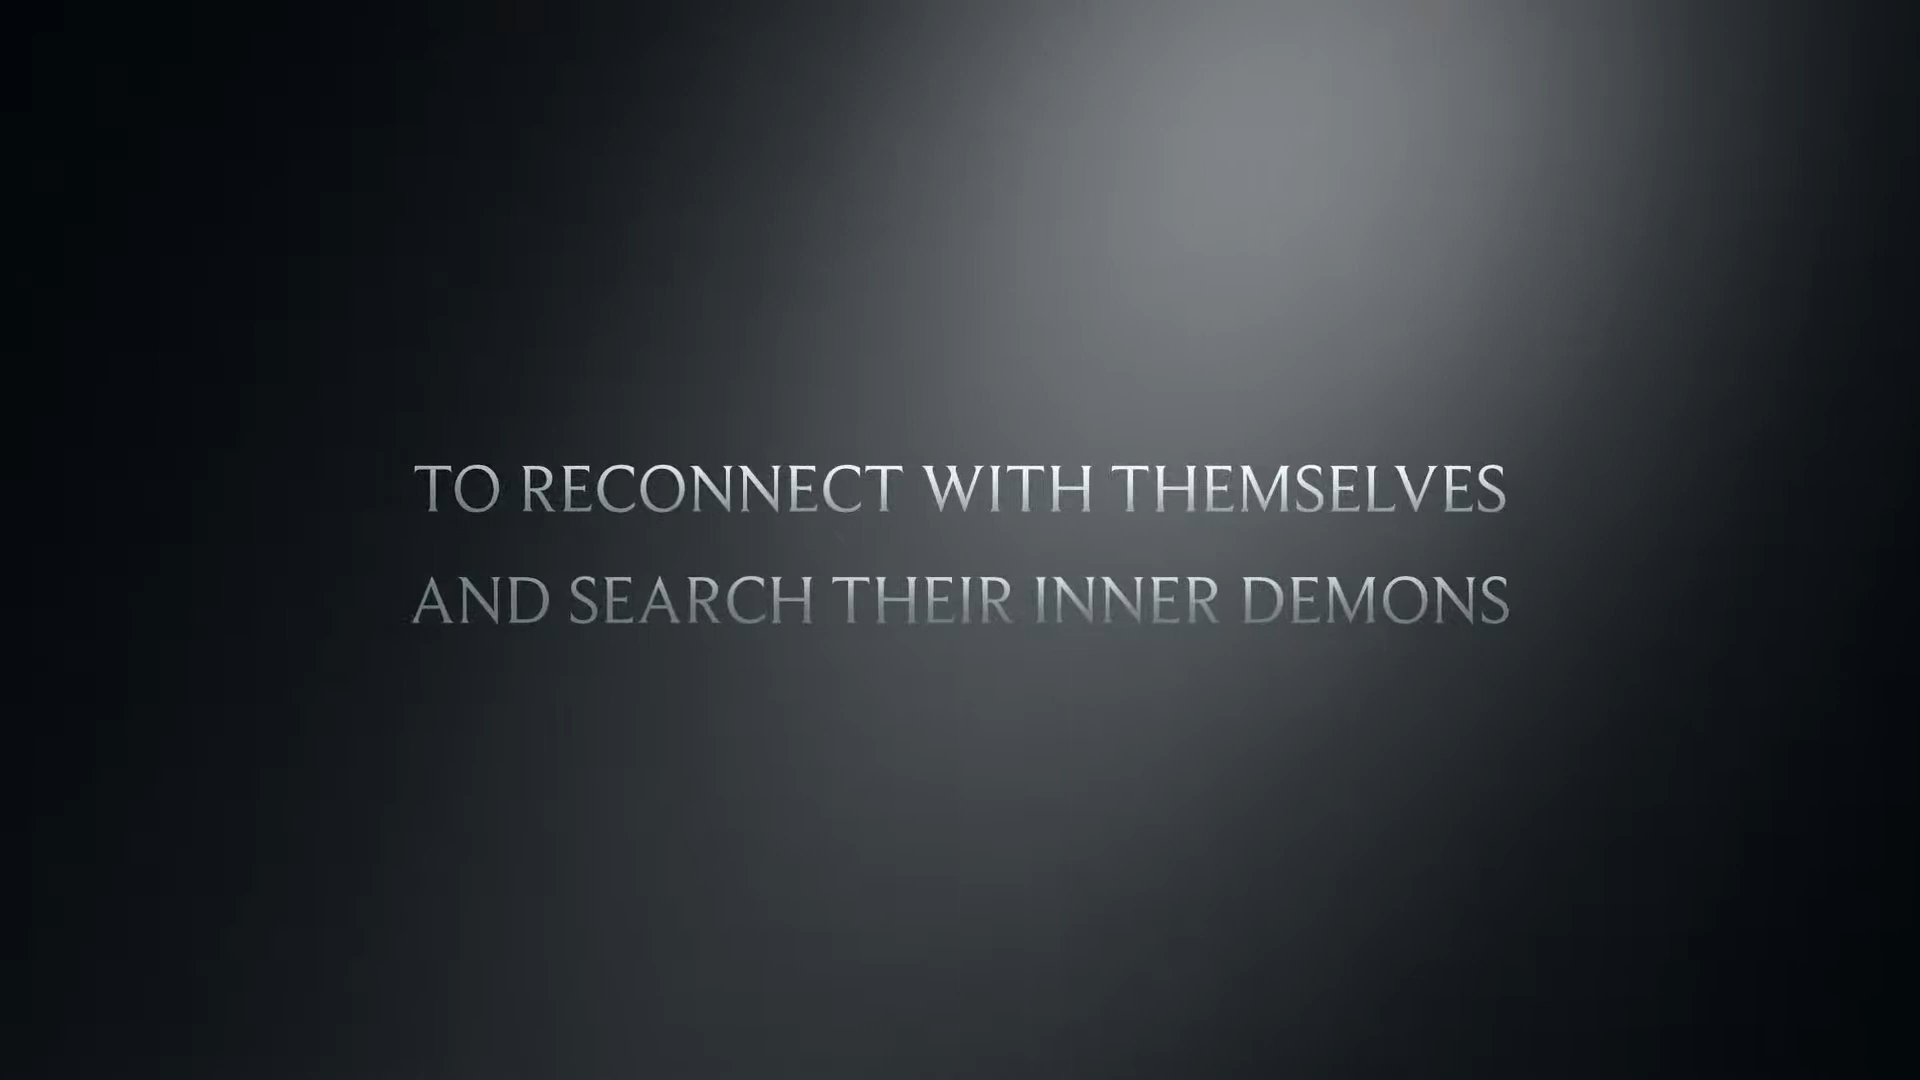 TO RECONNECT WITH THEMSELVES
AND SEARCH THEIR INNER DEMONS